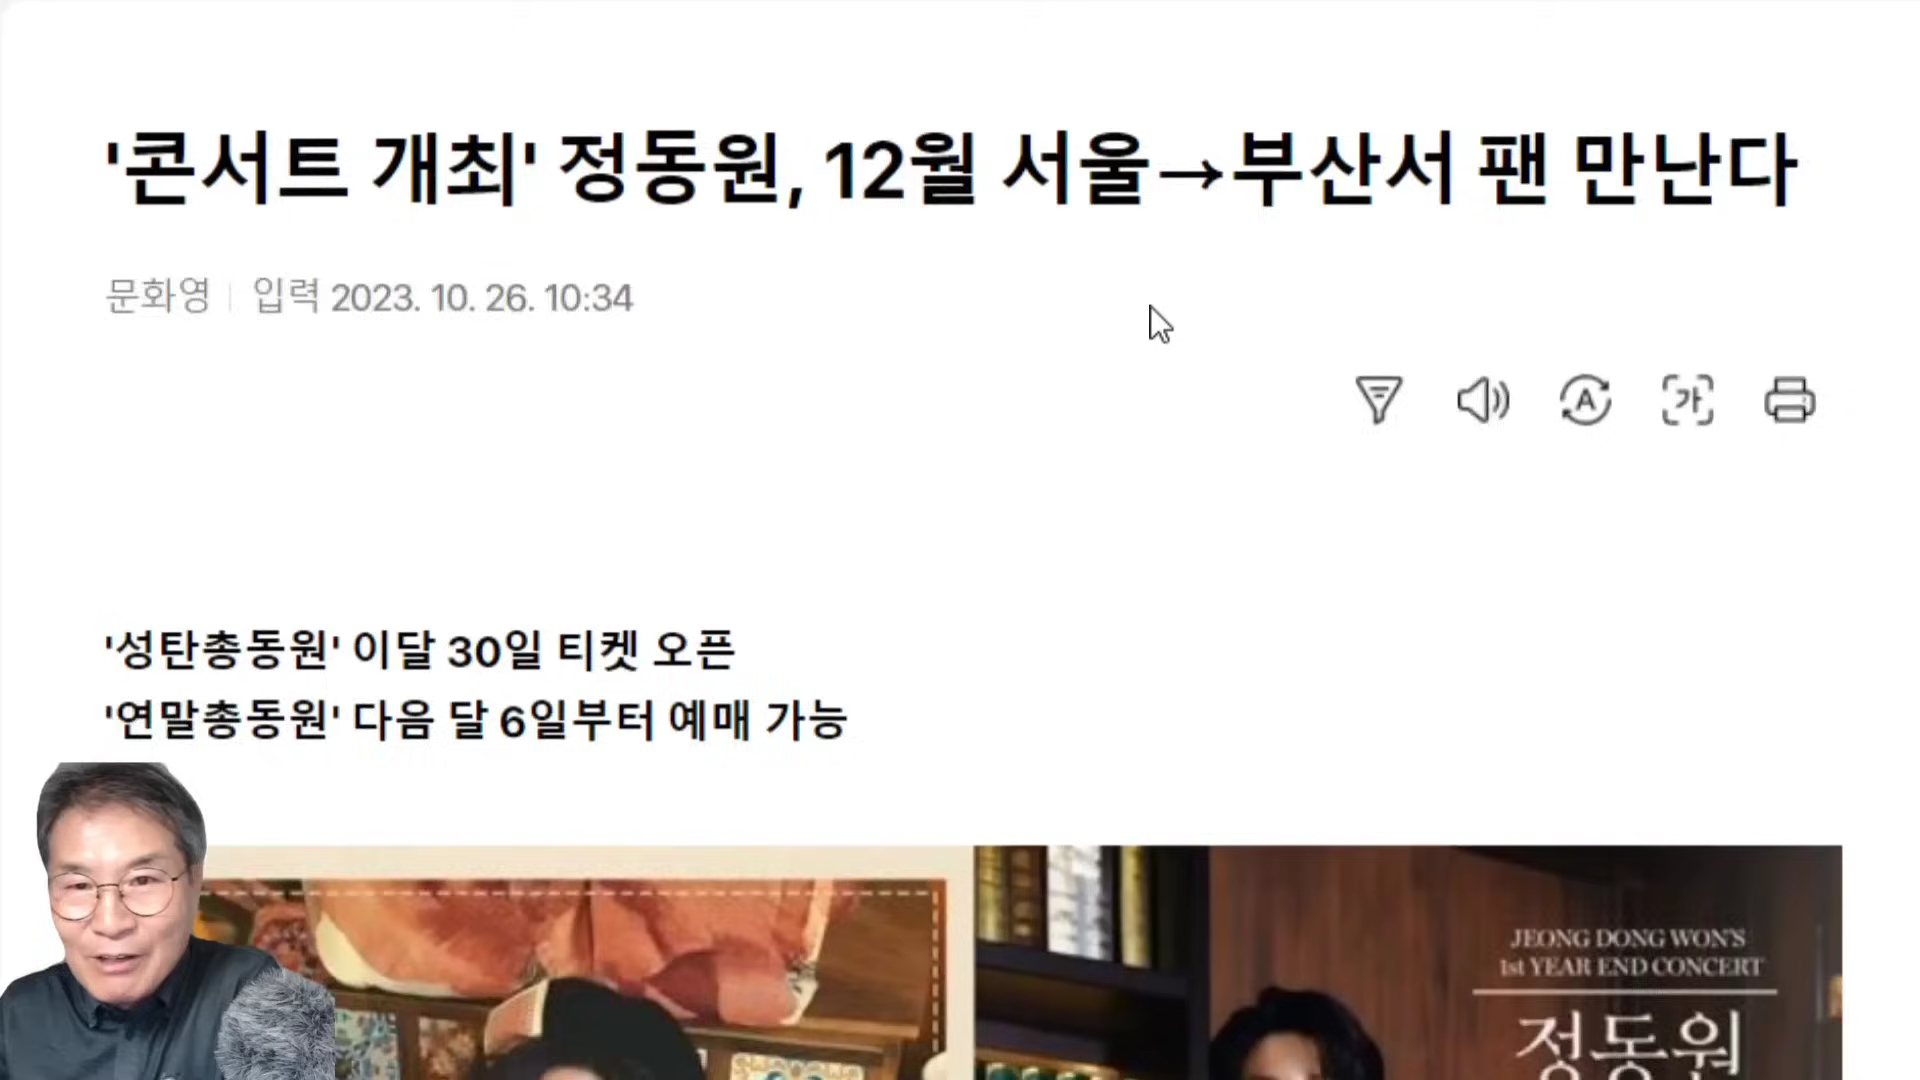 '콘서트 개최' 정동원, 12월 서울→부산서 팬 만난다
문화영 | 입력 2023. 10. 26. 10:34
A
가
'성탄총동원' 이달 30일 티켓 오픈
'연말총동원' 다음 달 6일부터 예매 가능
JEONG DONG WON'S
1st YEAR END CONCERT
정동원